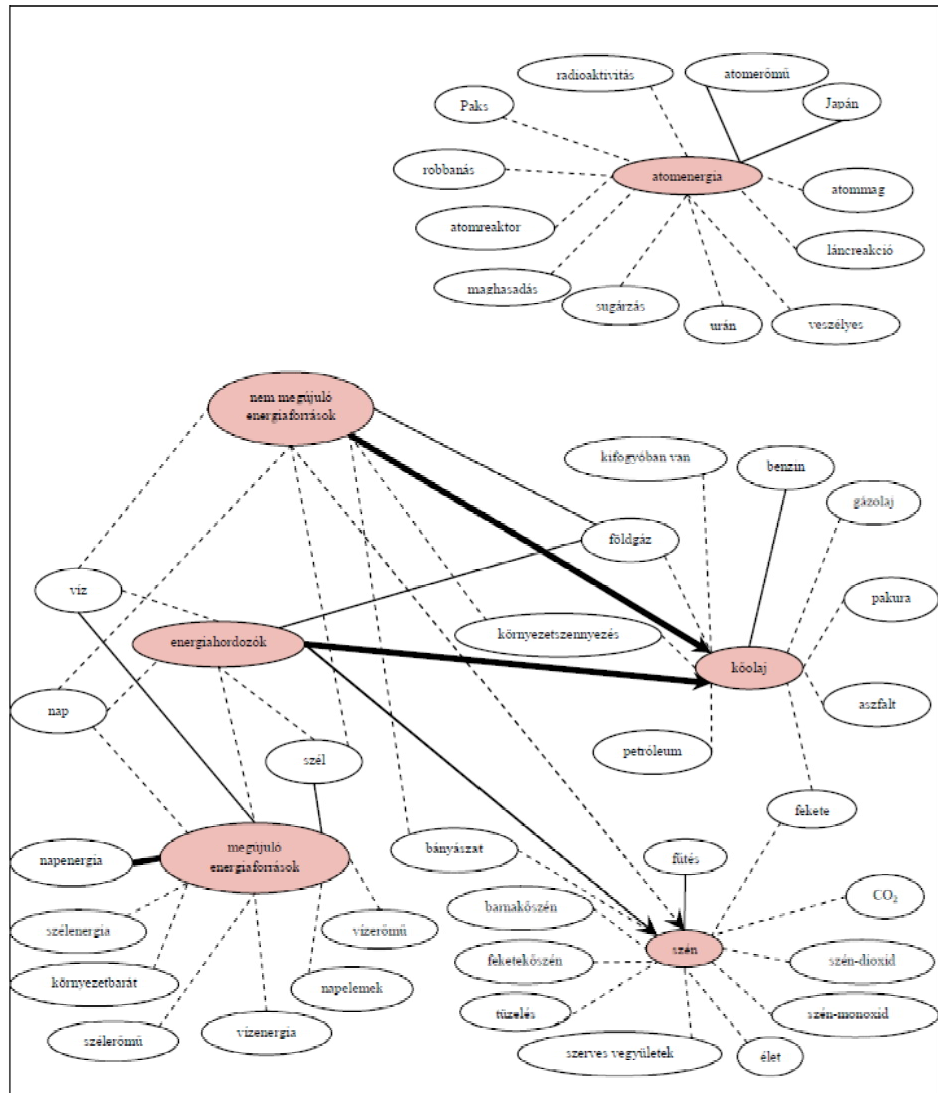 radioaktivitás
atomerőmű
Paks
Japán
robbanás
atomenergia
atommag
atomreaktor
láncreakció
maghasadás
sugárzás
urán
veszélyes
nem megújuló
energiaforrások
kifogyóban van
benzin
gázolaj
földgáz
víz
pakura
energiahordozók
környezetszennyezés
kőolaj
nap
aszfalt
szél
petróleum
fekete
megújuló
energiaforrások
napenergia
bányászat
fűtés
barnakőszén
CO₂
szélenergia
vízerőmű
feketekőszén
szén
szén-dioxid
környezetbarát
napelemek
tüzelés
szén-monoxid
szélerőmű
vízenergia
szerves vegyületek
élet